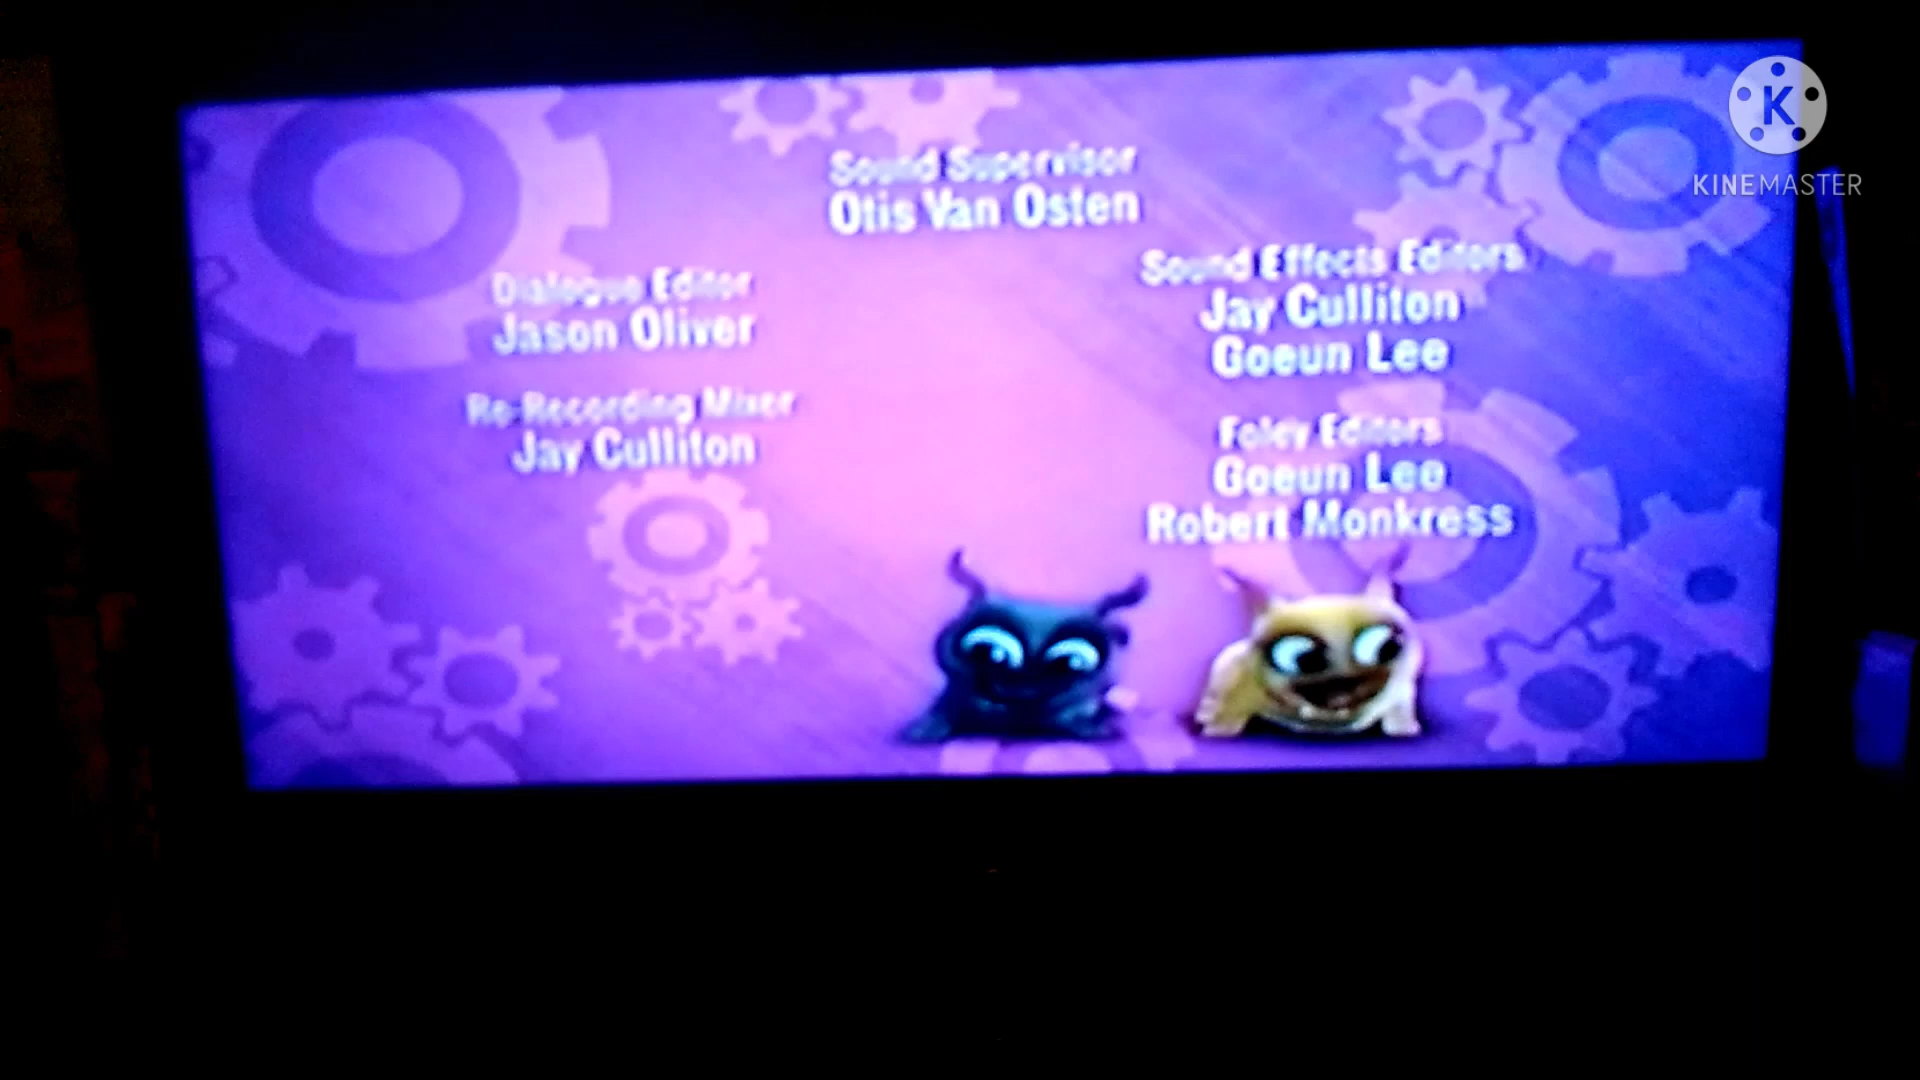 Sound Supervisor
Otis Van Osten
Dialogue Editor
Jason Oliver
Re-Recording Mixer
Jay Culliton
Sound Effects Editors
Jay Culliton
Goeun Lee
Foley Editors
Goeun Lee
Robert Monkress
K
KINEMASTER